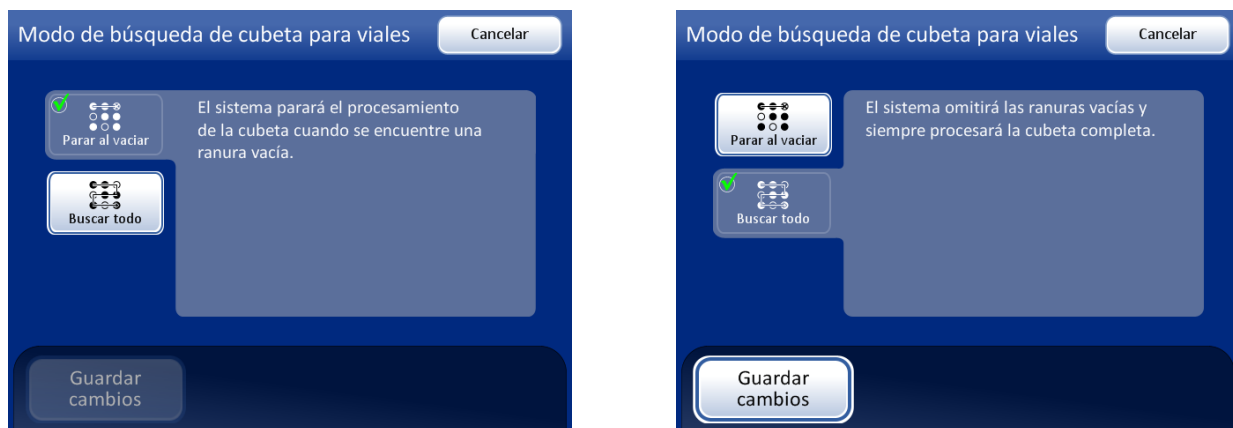 Modo de búsqueda de cubeta para viales
Cancelar
Parar al vaciar
El sistema parará el procesamiento
de la cubeta cuando se encuentre una
ranura vacía.
Buscar todo
Guardar
cambios
Modo de búsqueda de cubeta para viales
Cancelar
Parar al vaciar
El sistema omitirá las ranuras vacías y
siempre procesará la cubeta completa.
Buscar todo
Guardar
cambios